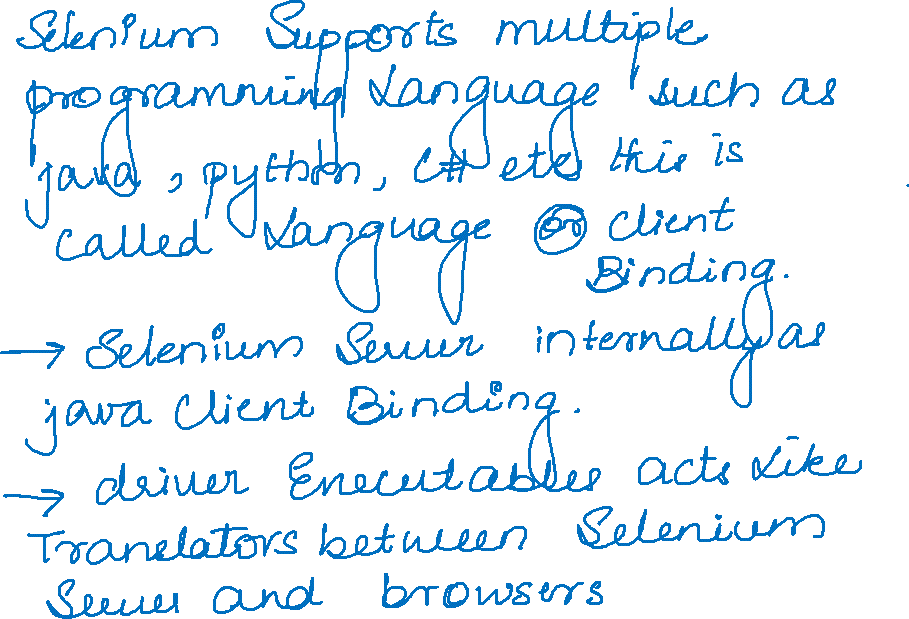 Selenium Supports multiple
programming Language such as
java, python, C# etc this is
called Language or Client
Binding.
→ Selenium Server internally as
java Client Binding.
→ driver Executables acts Like
Translators between Selenium
Server and browsers